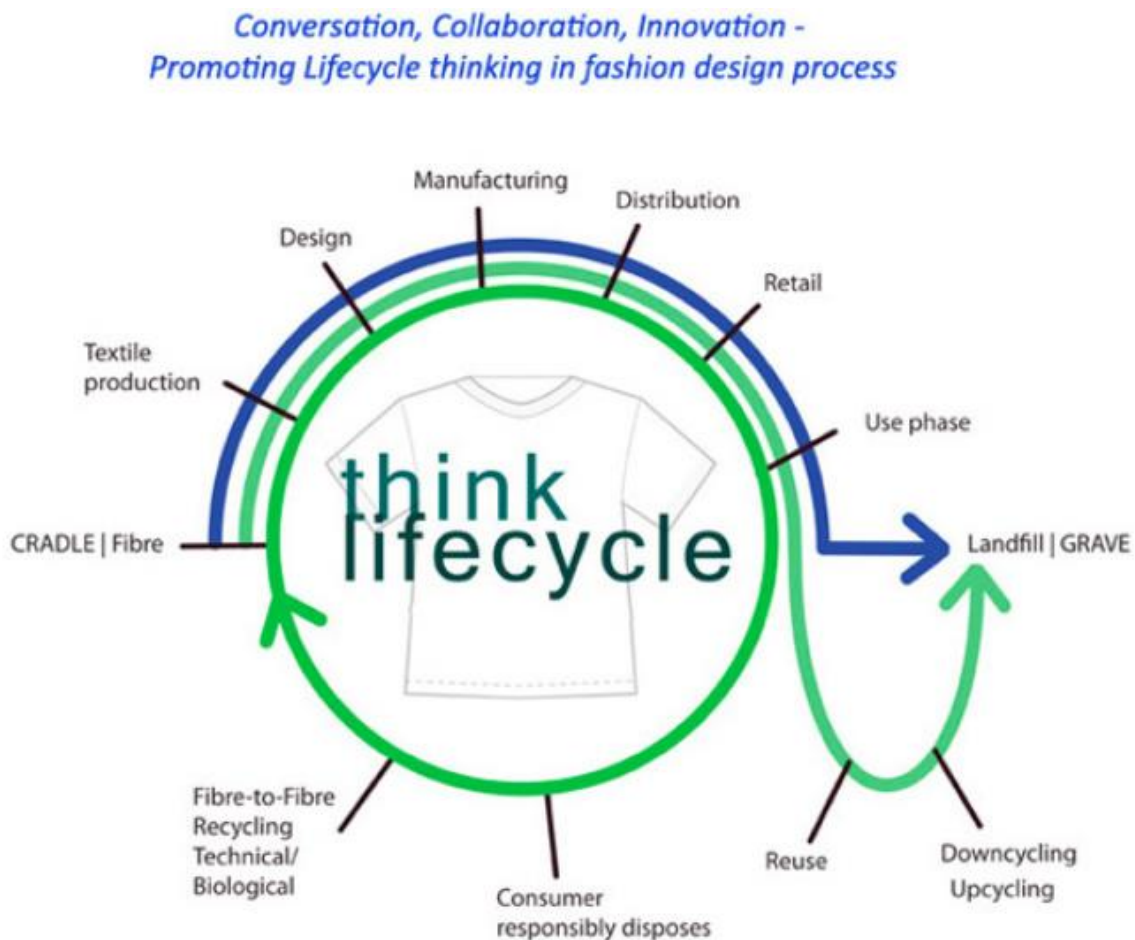 Conversation, Collaboration, Innovation -
Promoting Lifecycle thinking in fashion design process
Manufacturing
Distribution
Design
Retail
Textile
production
Use phase
think
lifecycle
CRADLE | Fibre
Landfill | GRAVE
Fibre-to-Fibre
Recycling
Technical/
Biological
Consumer
responsibly disposes
Reuse
Downcycling
Upcycling